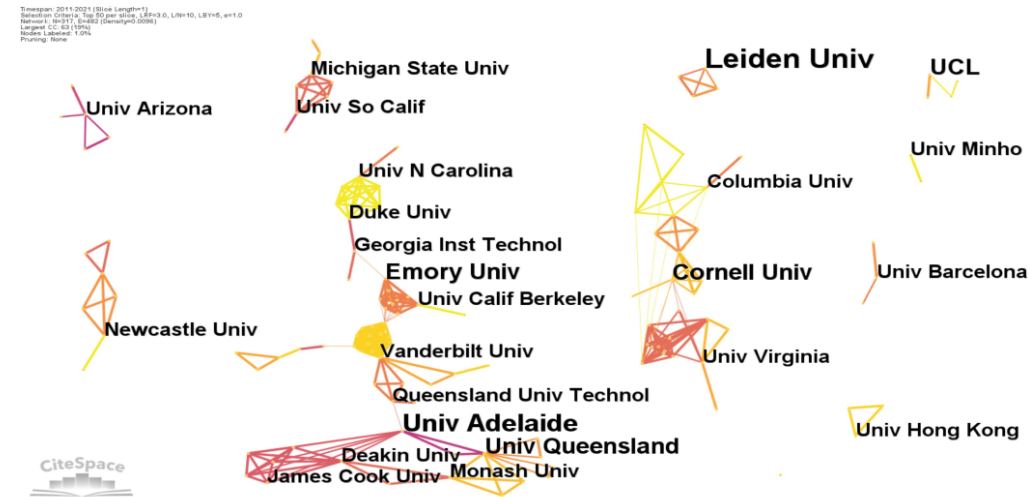 Timespan: 2011-2021 (Slice Length=1)
Selection Criteria: Top 50 per slice, LRF=3.0, L/N=10, LBY=5, e=1.0
Network: N=317, E=482 (Density=0.0096)
Largest CC: 63 (19%)
Nodes Labeled: 1.0%
Pruning: None
Leiden Univ
UCL
Michigan State Univ
Univ Arizona
Univ So Calif
Univ Minho
Univ N Carolina
Columbia Univ
Duke Univ
Georgia Inst Technol
Emory Univ
Cornell Univ
Univ Barcelona
Univ Calif Berkeley
Newcastle Univ
Vanderbilt Univ
Univ Virginia
Queensland Univ Technol
Univ Adelaide
Univ Hong Kong
Univ Queensland
Deakin Univ
Monash Univ
James Cook Univ
CiteSpace